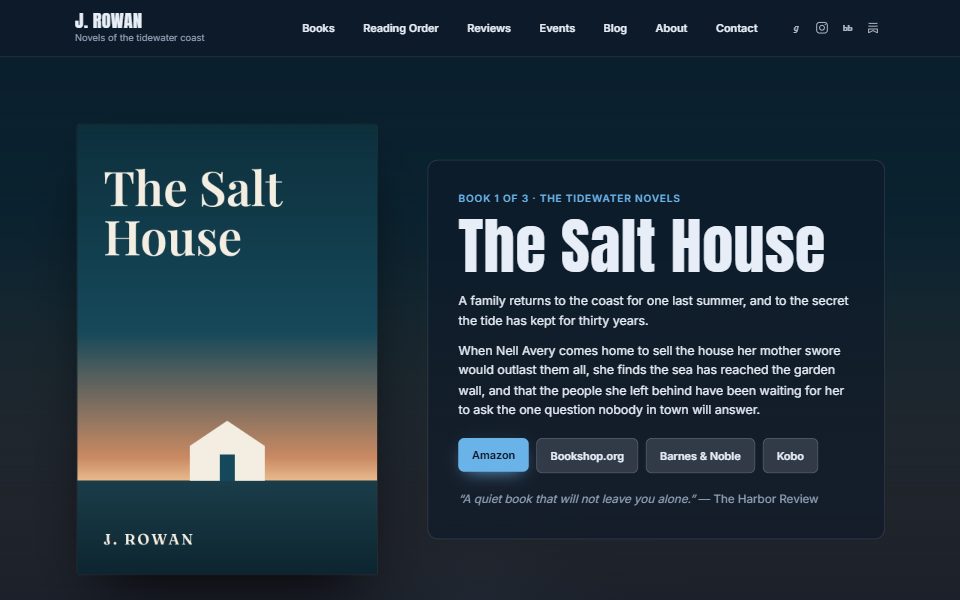 J. ROWAN
Novels of the tidewater coast
Books Reading Order Reviews Events Blog About Contact
g bb
The Salt
House
J. ROWAN
BOOK 1 OF 3 · THE TIDEWATER NOVELS
The Salt House
A family returns to the coast for one last summer, and to the secret
the tide has kept for thirty years.
When Nell Avery comes home to sell the house her mother swore
would outlast them all, she finds the sea has reached the garden
wall, and that the people she left behind have been waiting for her
to ask the one question nobody in town will answer.
Amazon Bookshop.org Barnes & Noble Kobo
“A quiet book that will not leave you alone.” — The Harbor Review